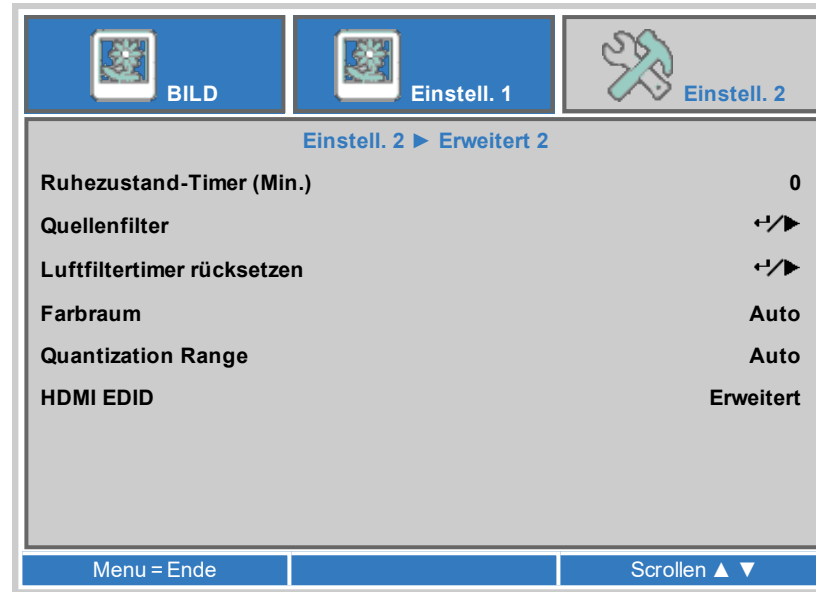 BILD Einstell. 1 Einstell. 2
Einstell. 2 ► Erweitert 2
Ruhezustand-Timer (Min.) 0
Quellenfilter ↵/►
Luftfiltertimer rücksetzen ↵/►
Farbraum Auto
Quantization Range Auto
HDMI EDID Erweitert
Menu = Ende Scrollen ▲ ▼